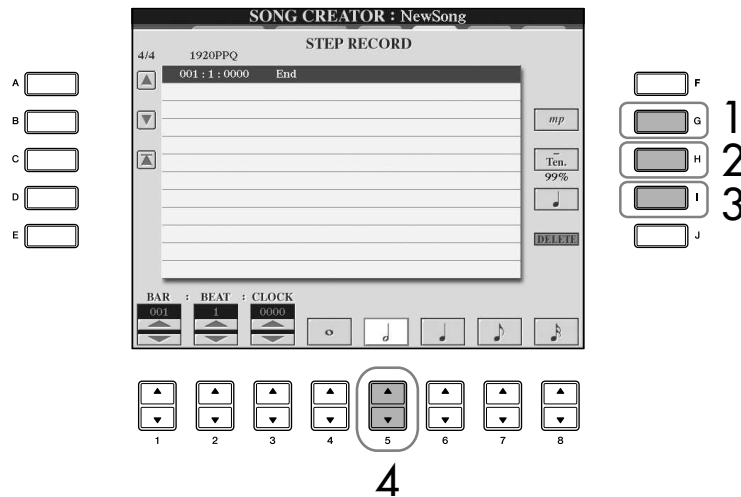 SONG CREATOR : NewSong
STEP RECORD
4/4 1920PPQ
001 : 1 : 0000 End
A
B
C
D
E
mp
Ten.
99%
DELETE
F
G 1
H 2
I 3
J
BAR : BEAT : CLOCK
001 1 0000
1 2 3 4 5 6 7 8
4